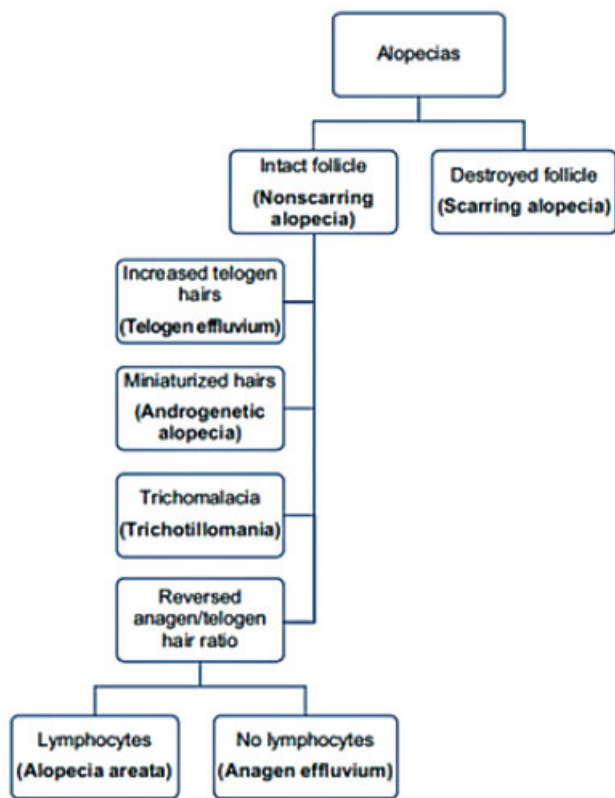 Alopecias
Intact follicle
(Nonscarring
alopecia)
Destroyed follicle
(Scarring alopecia)
Increased telogen
hairs
(Telogen effluvium)
Miniaturized hairs
(Androgenetic
alopecia)
Trichomalacia
(Trichotillomania)
Reversed
anagen/telogen
hair ratio
Lymphocytes
(Alopecia areata)
No lymphocytes
(Anagen effluvium)